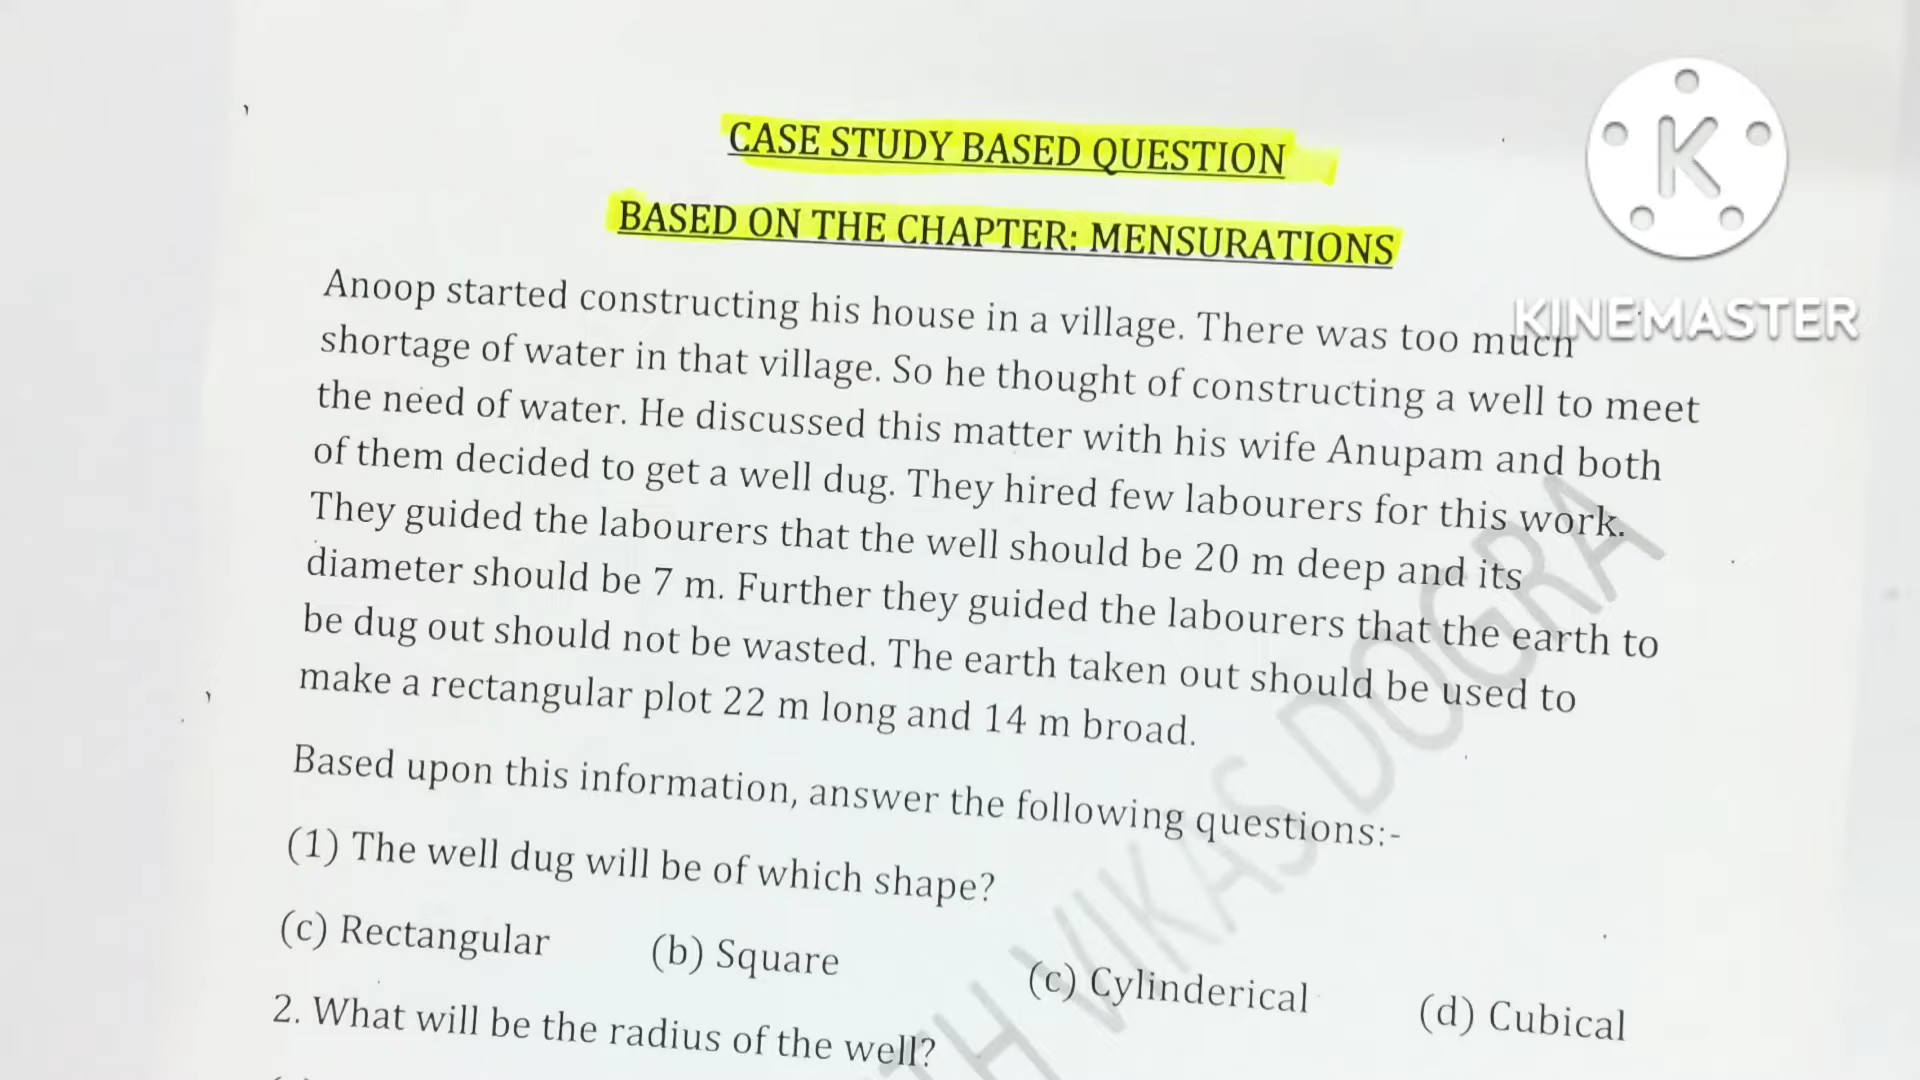 CASE STUDY BASED QUESTION
BASED ON THE CHAPTER: MENSURATIONS
K
KINEMASTER
Anoop started constructing his house in a village. There was too much
shortage of water in that village. So he thought of constructing a well to meet
the need of water. He discussed this matter with his wife Anupam and both
of them decided to get a well dug. They hired few labourers for this work.
They guided the labourers that the well should be 20 m deep and its
diameter should be 7 m. Further they guided the labourers that the earth to
be dug out should not be wasted. The earth taken out should be used to
make a rectangular plot 22 m long and 14 m broad.
Based upon this information, answer the following questions:-
(1) The well dug will be of which shape?
(c) Rectangular (b) Square (c) Cylinderical (d) Cubical
2. What will be the radius of the well?
TH VIKAS DOGRA